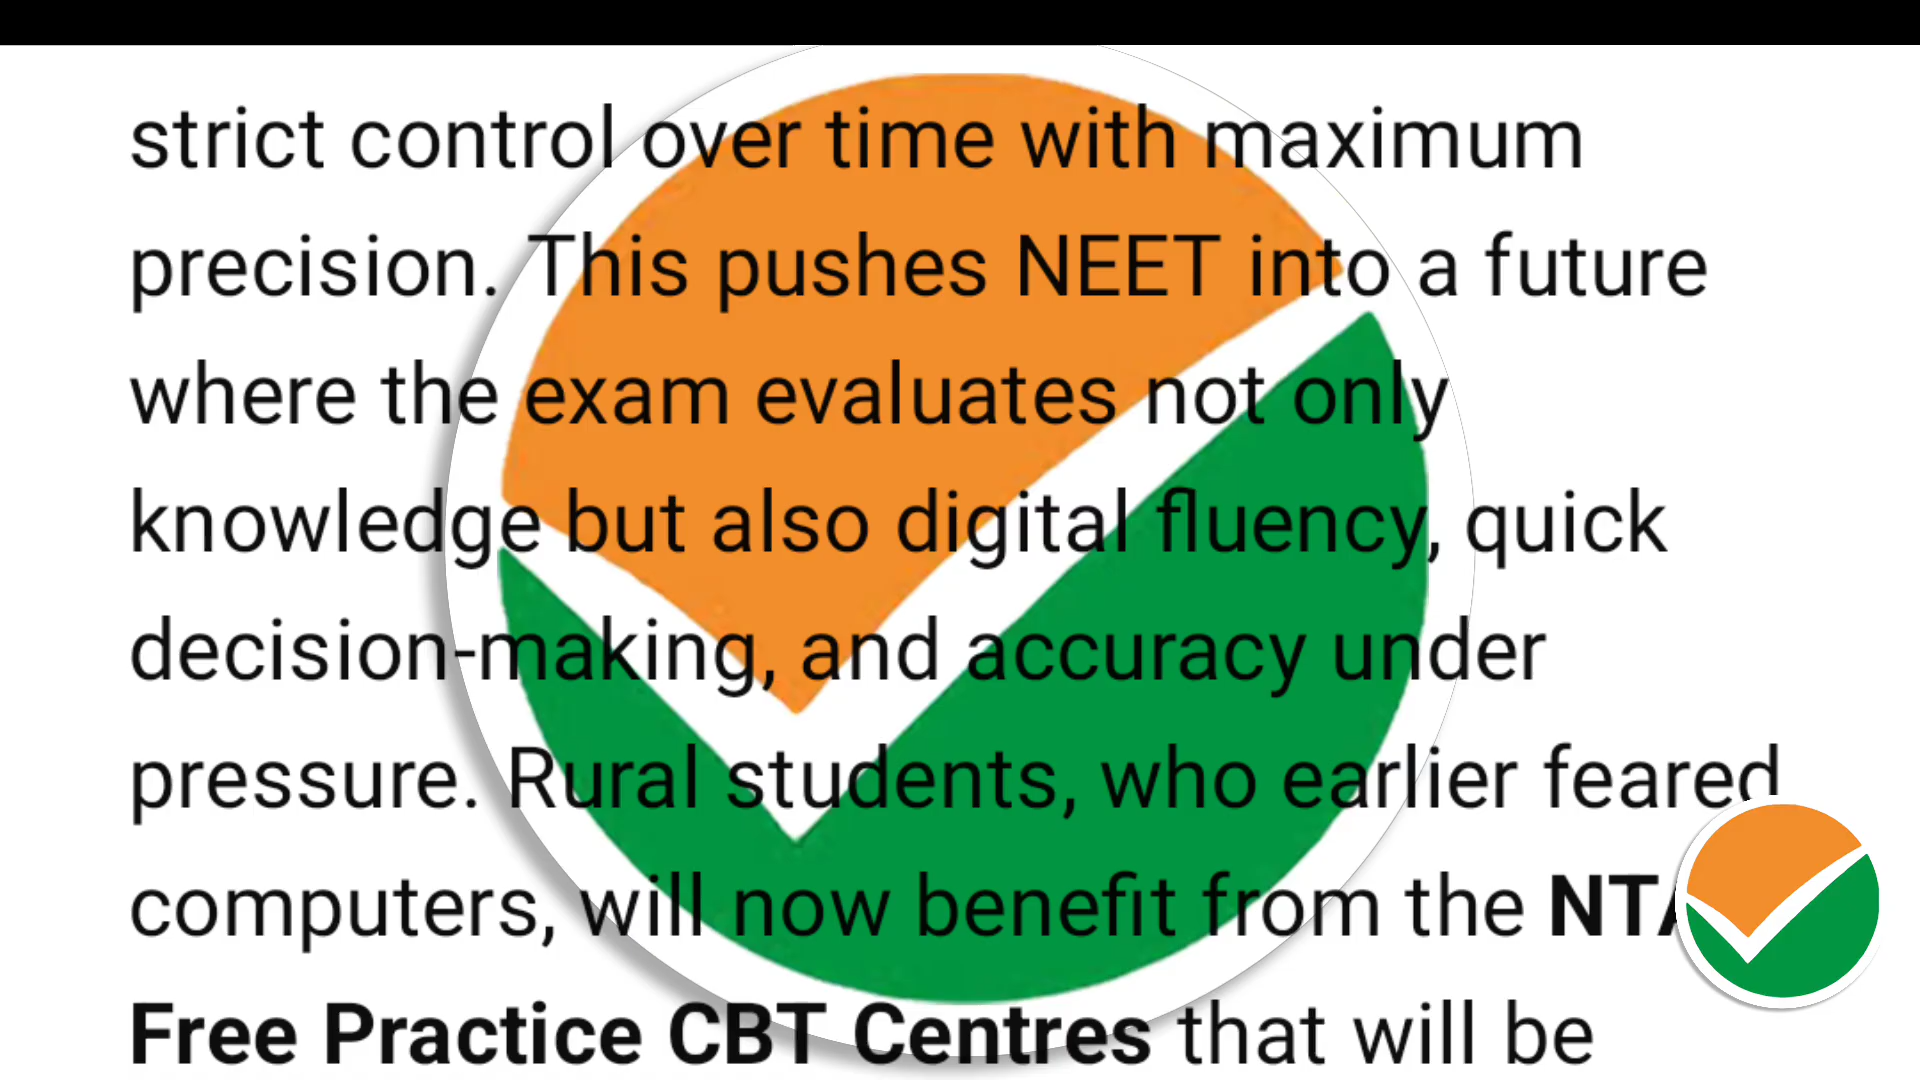 strict control over time with maximum
precision. This pushes NEET into a future
where the exam evaluates not only
knowledge but also digital fluency, quick
decision-making, and accuracy under
pressure. Rural students, who earlier feared
computers, will now benefit from the NTA
Free Practice CBT Centres that will be